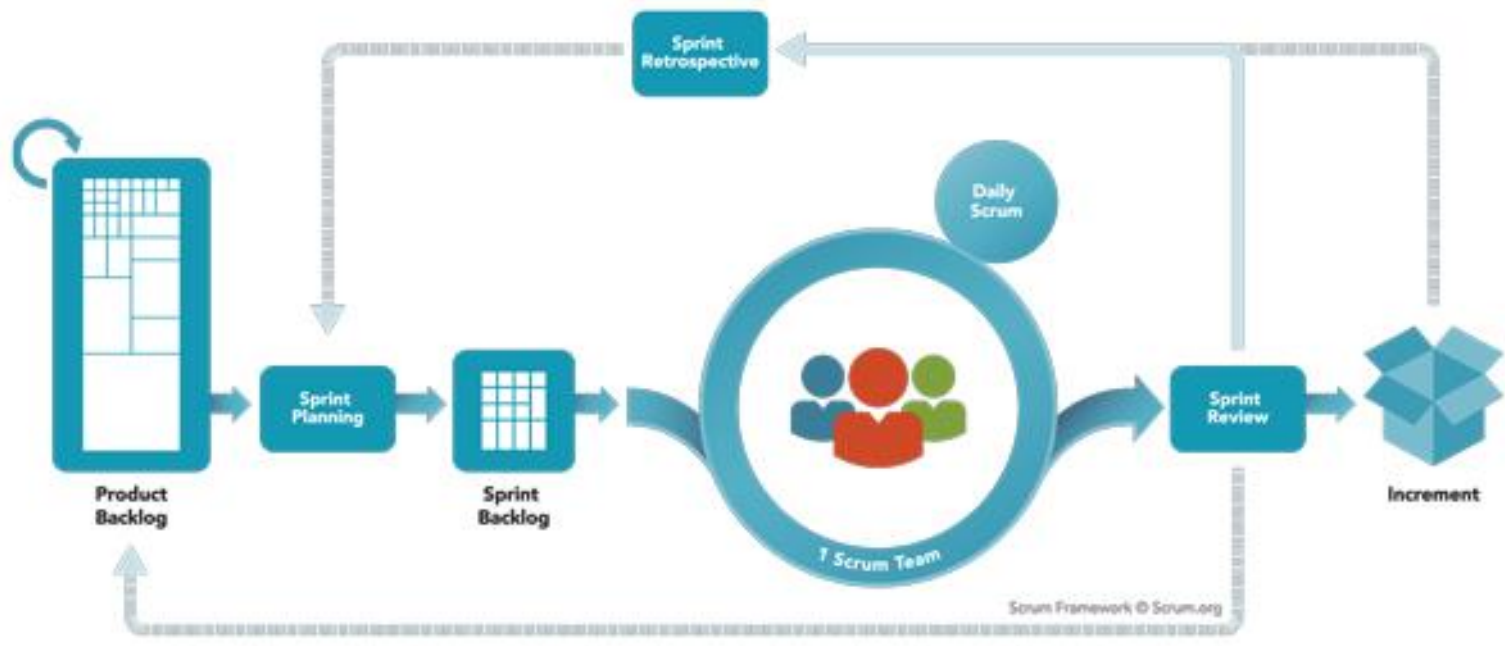 Sprint
Retrospective
Daily
Scrum
Sprint
Planning
Sprint
Review
Product
Backlog
Sprint
Backlog
Increment
1 Scrum Team
Scrum Framework © Scrum.org